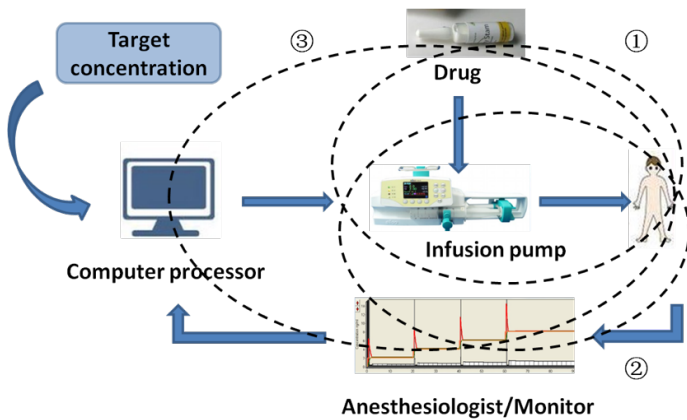 Target
concentration
③
①
Drug
Infusion pump
Computer processor
②
Anesthesiologist/Monitor